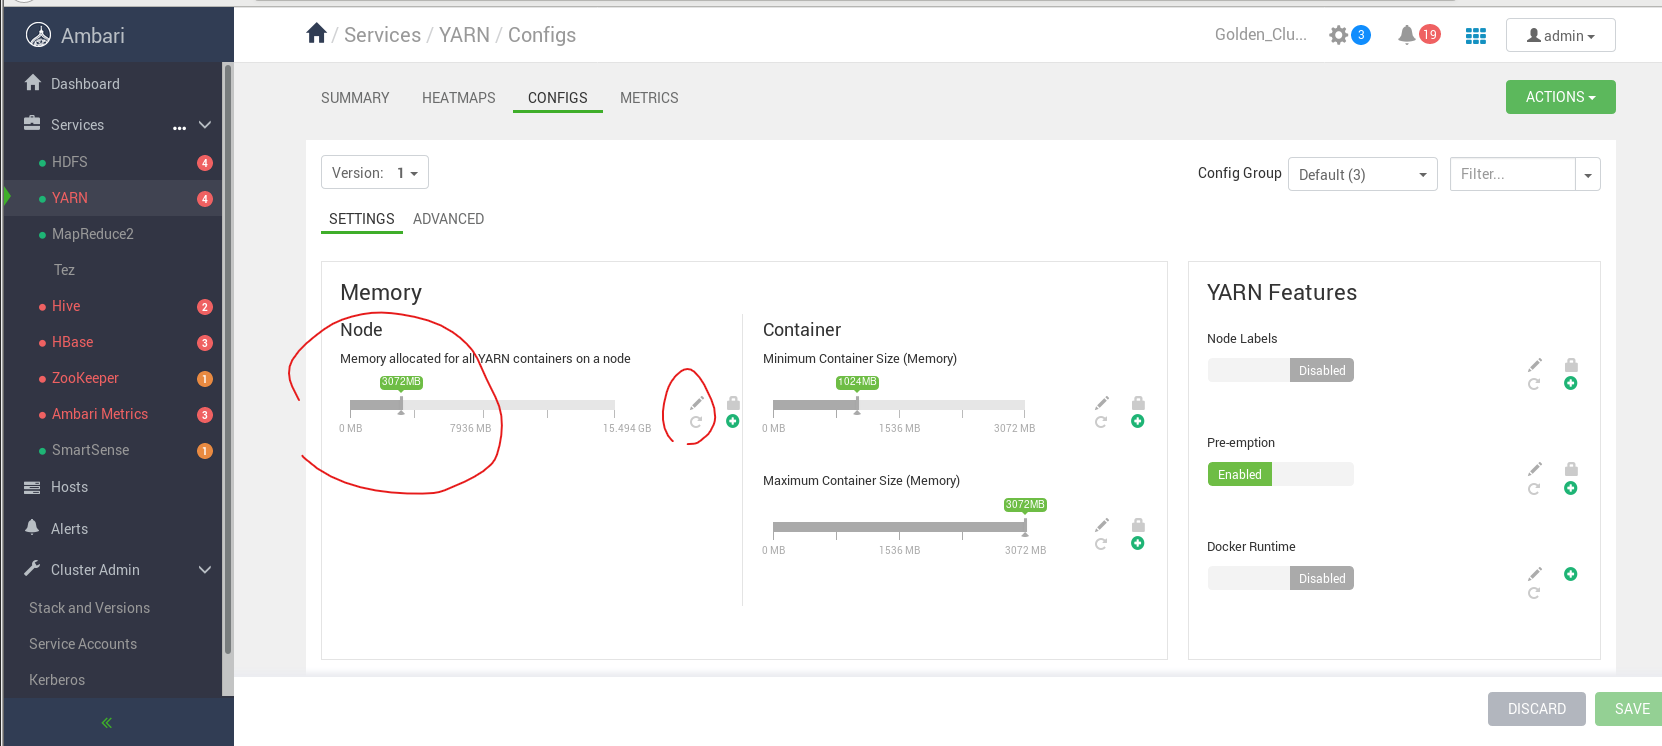 Ambari
/ Services / YARN / Configs
Golden_Clu...
3
19
admin
Dashboard
Services
...
HDFS
4
YARN
4
MapReduce2
Tez
Hive
2
HBase
3
ZooKeeper
1
Ambari Metrics
3
SmartSense
1
Hosts
Alerts
Cluster Admin
Stack and Versions
Service Accounts
Kerberos
SUMMARY
HEATMAPS
CONFIGS
METRICS
ACTIONS
Version: 1
Config Group
Default (3)
Filter...
SETTINGS
ADVANCED
Memory
Node
Memory allocated for all YARN containers on a node
3072MB
0 MB
7936 MB
15.494 GB
Container
Minimum Container Size (Memory)
1024MB
0 MB
1536 MB
3072 MB
Maximum Container Size (Memory)
3072MB
0 MB
1536 MB
3072 MB
YARN Features
Node Labels
Disabled
Pre-emption
Enabled
Docker Runtime
Disabled
DISCARD
SAVE